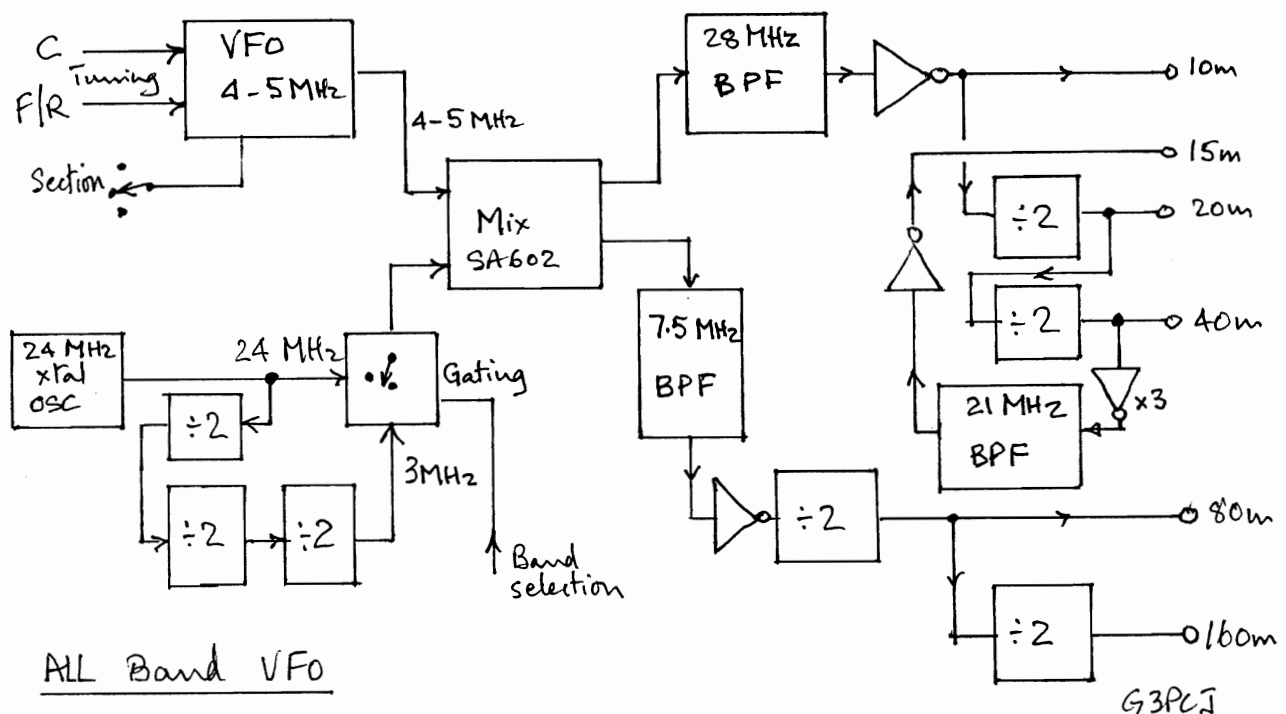 C
Tuning
F/R
VFO
4-5MHz
Section
4-5 MHz
Mix
SA602
28 MHz
BPF
10m
15m
÷2
20m
÷2
40m
x3
21 MHz
BPF
7.5 MHz
BPF
24 MHz
xtal
OSC
24 MHz
Gating
÷2
3MHz
÷2
÷2
Band
selection
÷2
80m
÷2
160m
ALL Band VFO
G3PCJ